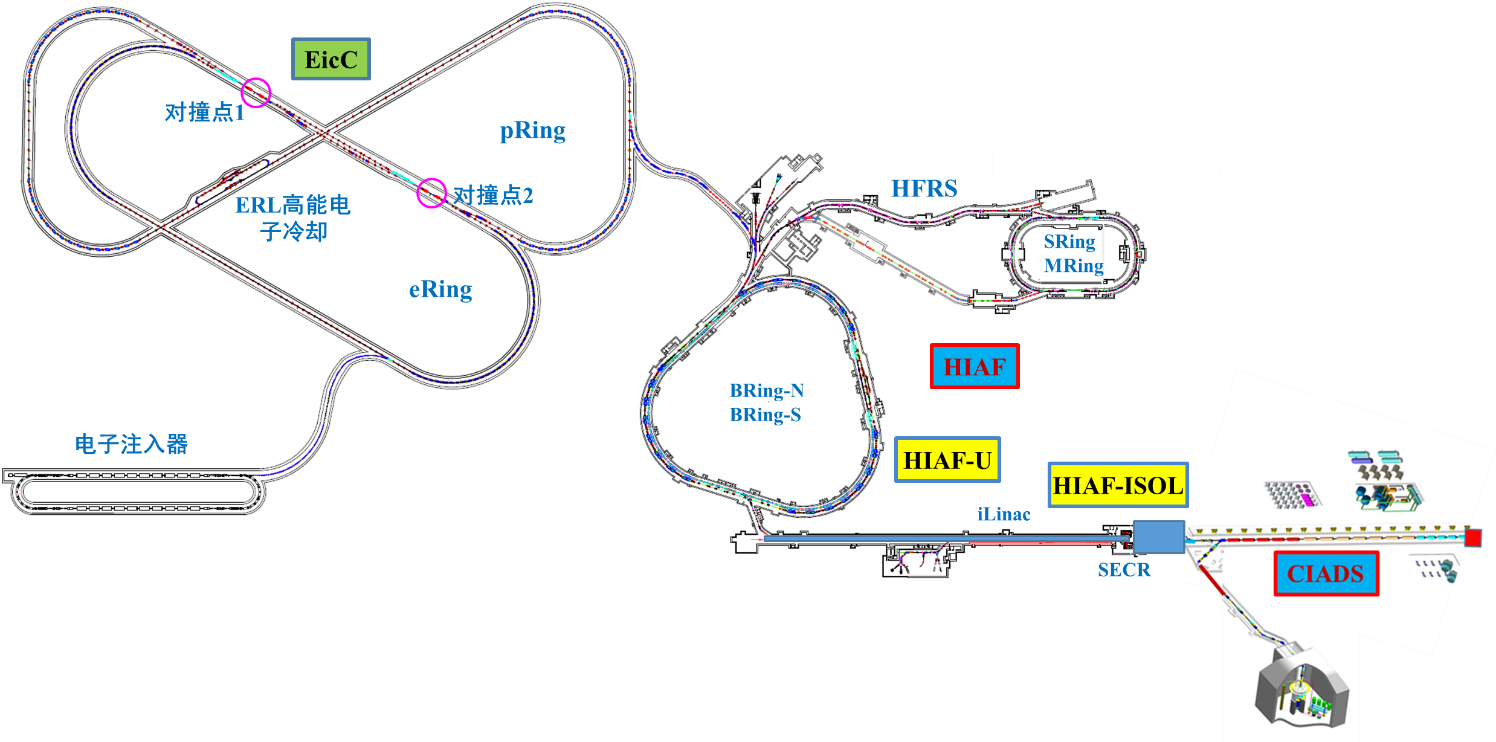 EicC
对撞点1
pRing
对撞点2
ERL高能电
子冷却
eRing
电子注入器
HFRS
SRing
MRing
HIAF
BRing-N
BRing-S
HIAF-U
HIAF-ISOL
iLinac
SECR
CIADS